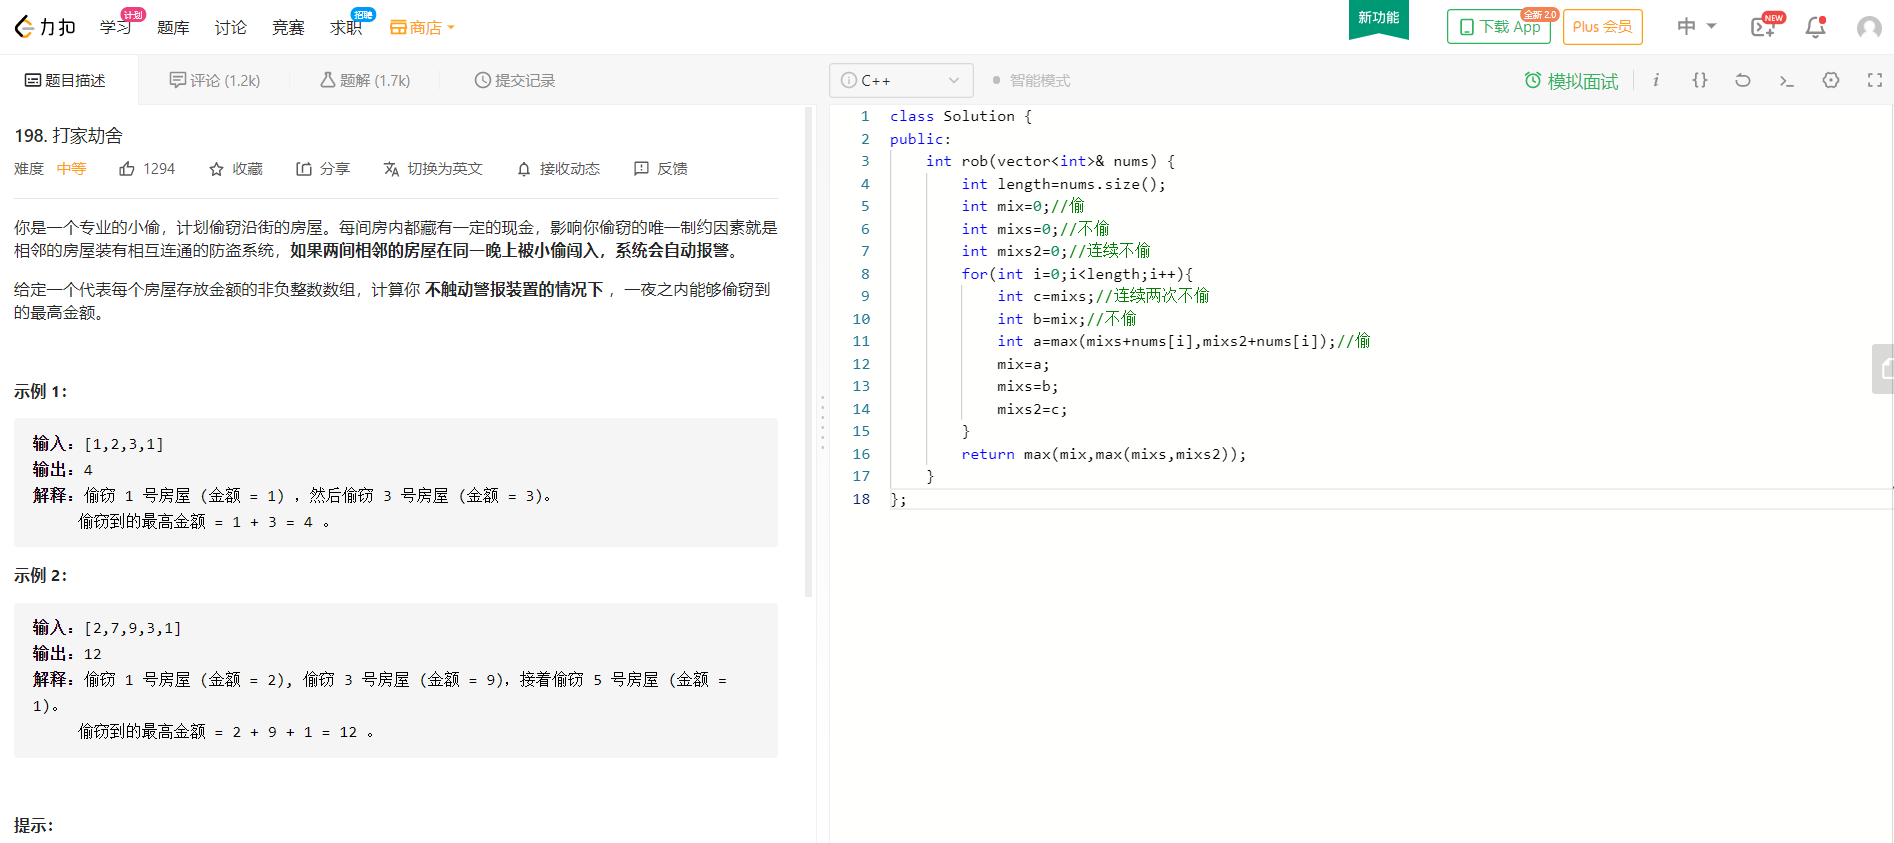 力扣 学习 计划 题库 讨论 竞赛 求职 招聘 商店 新功能 下载 App 全新 2.0 Plus 会员 中 NEW
题目描述 评论 (1.2k) 题解 (1.7k) 提交记录 C++ 智能模式 模拟面试 i {}
198. 打家劫舍
难度 中等 1294 收藏 分享 切换为英文 接收动态 反馈
你是一个专业的小偷，计划偷窃沿街的房屋。每间房内都藏有一定的现金，影响你偷窃的唯一制约因素就是
相邻的房屋装有相互连通的防盗系统，如果两间相邻的房屋在同一晚上被小偷闯入，系统会自动报警。
给定一个代表每个房屋存放金额的非负整数数组，计算你 不触动警报装置的情况下 ，一夜之内能够偷窃到
的最高金额。
示例 1：
输入：[1,2,3,1]
输出：4
解释：偷窃 1 号房屋 (金额 = 1) ，然后偷窃 3 号房屋 (金额 = 3)。
偷窃到的最高金额 = 1 + 3 = 4 。
示例 2：
输入：[2,7,9,3,1]
输出：12
解释：偷窃 1 号房屋 (金额 = 2), 偷窃 3 号房屋 (金额 = 9)，接着偷窃 5 号房屋 (金额 =
1)。
偷窃到的最高金额 = 2 + 9 + 1 = 12 。
提示：
1 class Solution {
2 public:
3 int rob(vector<int>& nums) {
4 int length=nums.size();
5 int mix=0;//偷
6 int mixs=0;//不偷
7 int mixs2=0;//连续不偷
8 for(int i=0;i<length;i++){
9 int c=mixs;//连续两次不偷
10 int b=mix;//不偷
11 int a=max(mixs+nums[i],mixs2+nums[i]);//偷
12 mix=a;
13 mixs=b;
14 mixs2=c;
15 }
16 return max(mix,max(mixs,mixs2));
17 }
18 };